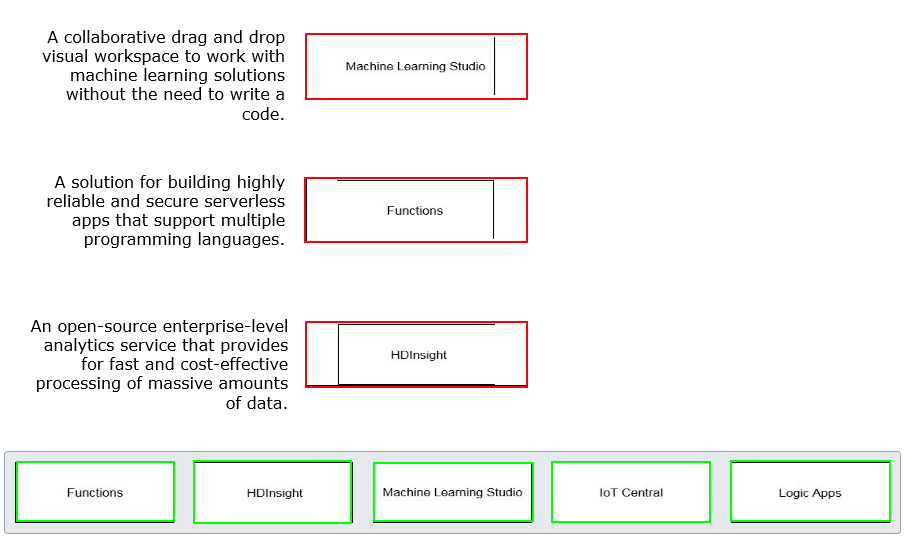 A collaborative drag and drop
visual workspace to work with
machine learning solutions
without the need to write a
code.
Machine Learning Studio
A solution for building highly
reliable and secure serverless
apps that support multiple
programming languages.
Functions
An open-source enterprise-level
analytics service that provides
for fast and cost-effective
processing of massive amounts
of data.
HDInsight
Functions
HDInsight
Machine Learning Studio
IoT Central
Logic Apps